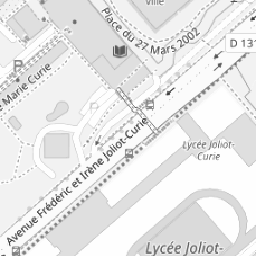 Ville
Place du 27 Mars 2002
D 131
P
Marie Curie
Lycée Joliot-
Curie
Avenue Frédéric et Irène Joliot-Curie
Lycée Joliot-